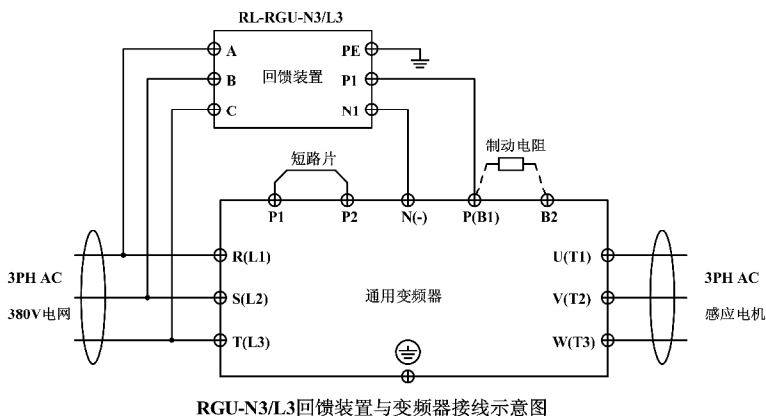 RL-RGU-N3/L3
A
PE
B
回馈装置
P1
C
N1
制动电阻
短路片
P1
P2
N(-)
P(B1)
B2
R(L1)
U(T1)
3PH AC
3PH AC
S(L2)
通用变频器
V(T2)
380V电网
感应电机
T(L3)
W(T3)
RGU-N3/L3回馈装置与变频器接线示意图